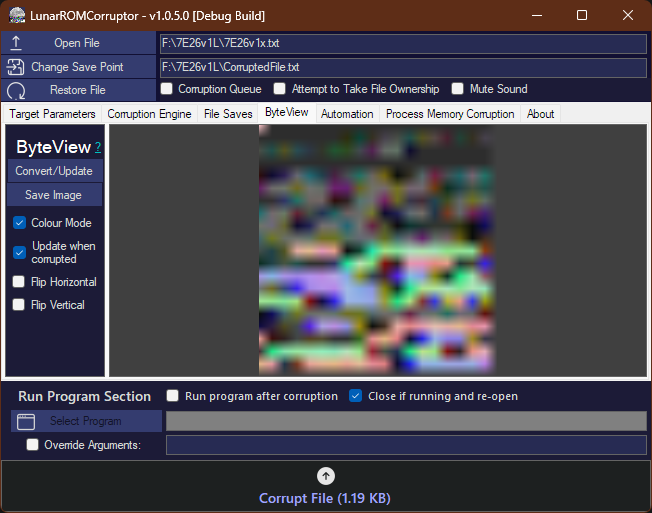 LunarROMCorruptor - v1.0.5.0 [Debug Build]
Open File
F:\7E26v1L\7E26v1x.txt
Change Save Point
F:\7E26v1L\CorruptedFile.txt
Restore File
Corruption Queue
Attempt to Take File Ownership
Mute Sound
Target Parameters
Corruption Engine
File Saves
ByteView
Automation
Process Memory Corruption
About
ByteView ?
Convert/Update
Save Image
Colour Mode
Update when
corrupted
Flip Horizontal
Flip Vertical
Run Program Section
Run program after corruption
Close if running and re-open
Select Program
Override Arguments:
Corrupt File (1.19 KB)